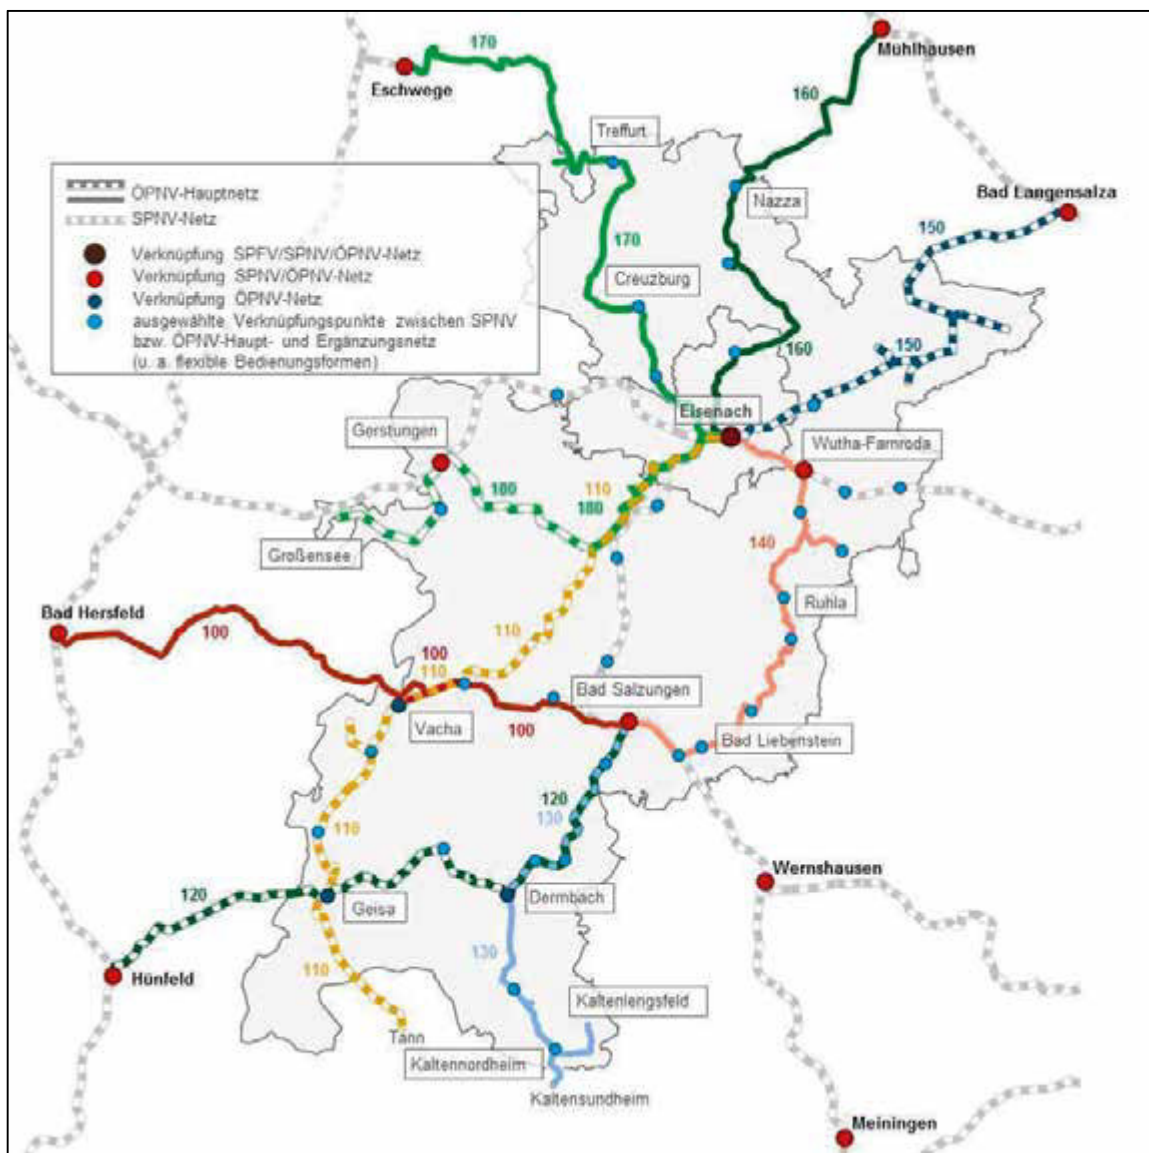 170
Mühlhausen
Eschwege
160
Treffurt
ÖPNV-Hauptnetz
SPNV-Netz
Verknüpfung SPFV/SPNV/ÖPNV-Netz
Verknüpfung SPNV/ÖPNV-Netz
Verknüpfung ÖPNV-Netz
ausgewählte Verknüpfungspunkte zwischen SPNV
bzw. ÖPNV-Haupt- und Ergänzungsnetz
(u. a. flexible Bedienungsformen)
Nazza
Bad Langensalza
150
170
Creuzburg
160
150
Eisenach
Gerstungen
Wutha-Farnroda
180
110
180
Großensee
140
Bad Hersfeld
Ruhla
100
110
100
110
Bad Salzungen
Vacha
100
Bad Liebenstein
120
130
110
Wernshausen
120
Geisa
Dermbach
130
110
Hünfeld
Kaltenlengsfeld
Tann
Kaltennordheim
Kaltensundheim
Meiningen